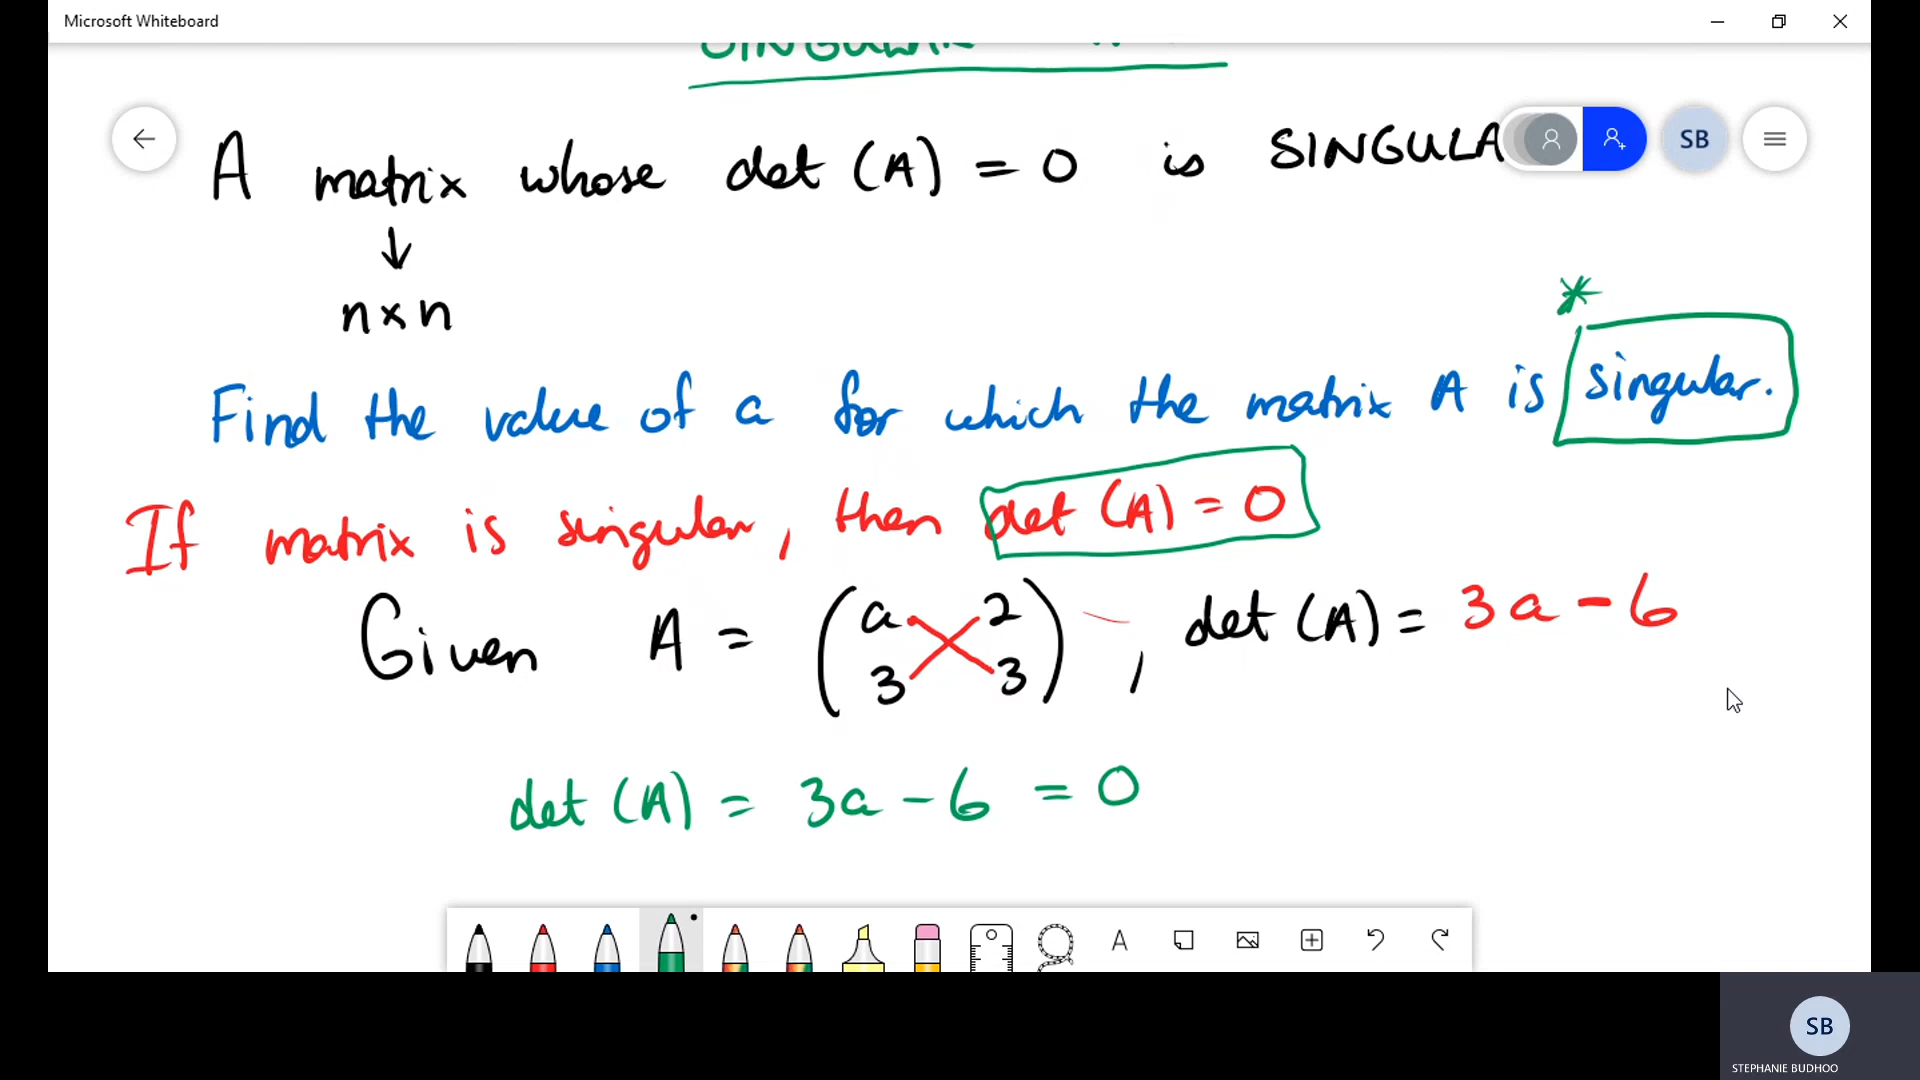 Microsoft Whiteboard
SINGULAR
A matrix whose det (A) = 0 is SINGULA
SB
↓
n x n
*
Find the value of a for which the matrix A is singular.
If matrix is singular, then det (A) = 0
Given A = ( a 2 ) , det (A) = 3a - 6
3 3
det (A) = 3a - 6 = 0
A
SB
STEPHANIE BUDHOO